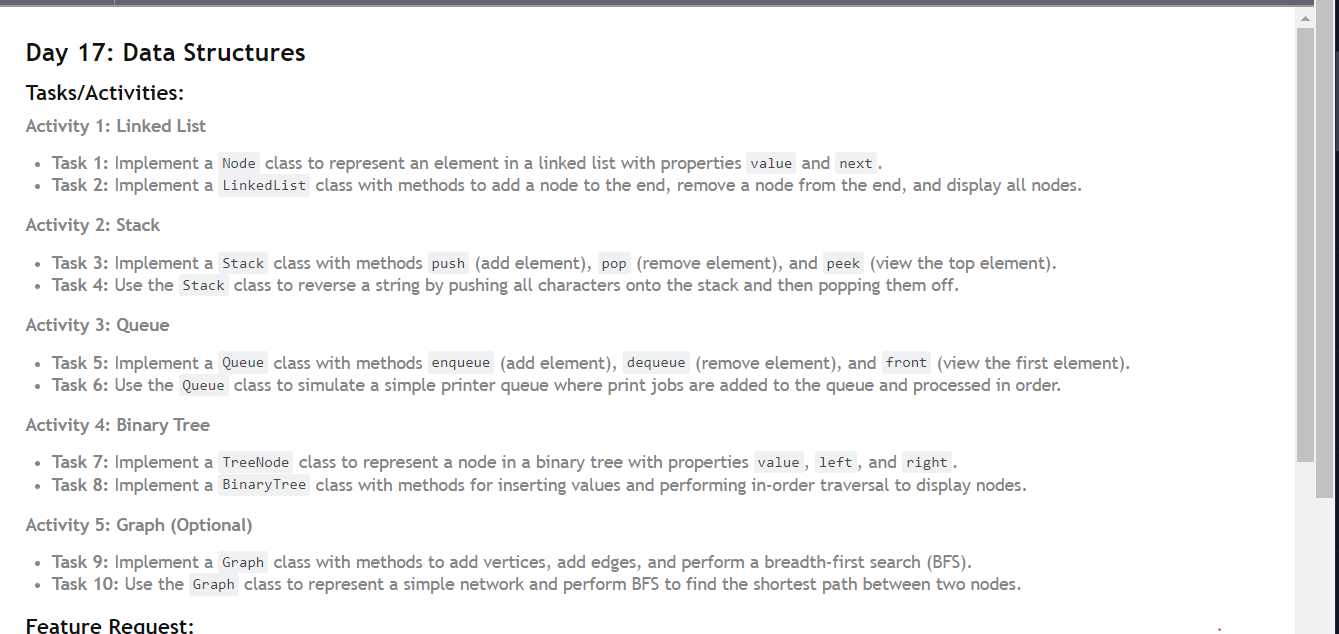 Day 17: Data Structures
Tasks/Activities:
Activity 1: Linked List
• Task 1: Implement a Node class to represent an element in a linked list with properties value and next.
• Task 2: Implement a LinkedList class with methods to add a node to the end, remove a node from the end, and display all nodes.
Activity 2: Stack
• Task 3: Implement a Stack class with methods push (add element), pop (remove element), and peek (view the top element).
• Task 4: Use the Stack class to reverse a string by pushing all characters onto the stack and then popping them off.
Activity 3: Queue
• Task 5: Implement a Queue class with methods enqueue (add element), dequeue (remove element), and front (view the first element).
• Task 6: Use the Queue class to simulate a simple printer queue where print jobs are added to the queue and processed in order.
Activity 4: Binary Tree
• Task 7: Implement a TreeNode class to represent a node in a binary tree with properties value, left, and right.
• Task 8: Implement a BinaryTree class with methods for inserting values and performing in-order traversal to display nodes.
Activity 5: Graph (Optional)
• Task 9: Implement a Graph class with methods to add vertices, add edges, and perform a breadth-first search (BFS).
• Task 10: Use the Graph class to represent a simple network and perform BFS to find the shortest path between two nodes.
Feature Request: